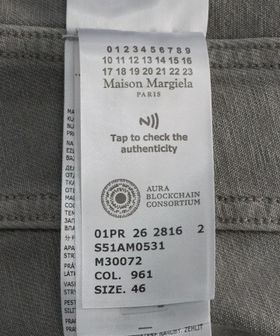 0 1 2 3 4 5 6 7 8 9
10 11 12 13 14 15 16
17 18 19 20 21 22 23
Maison Margiela
PARIS
Tap to check the
authenticity
AURA
BLOCKCHAIN
CONSORTIUM
01PR 26 2816 2
S51AM0531
M30072
COL. 961
SIZE. 46